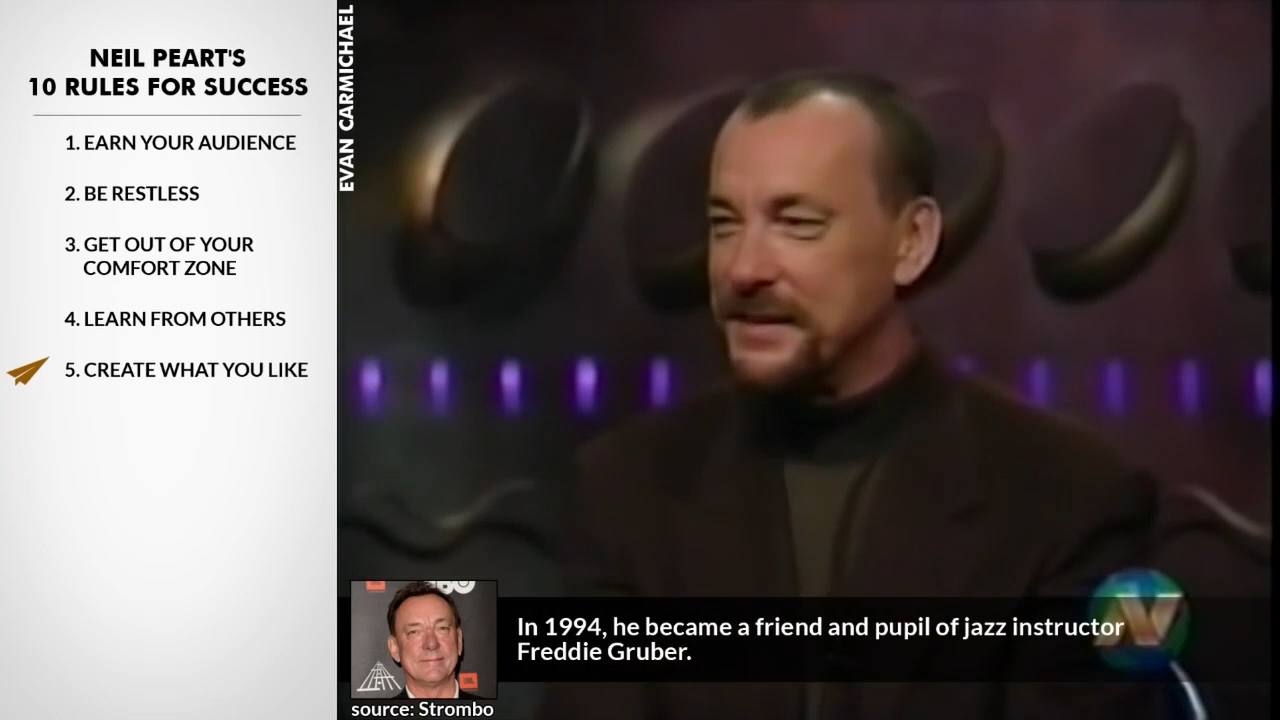 NEIL PEART'S
10 RULES FOR SUCCESS
1. EARN YOUR AUDIENCE
2. BE RESTLESS
3. GET OUT OF YOUR
COMFORT ZONE
4. LEARN FROM OTHERS
5. CREATE WHAT YOU LIKE
EVAN CARMICHAEL
In 1994, he became a friend and pupil of jazz instructor
Freddie Gruber.
source: Strombo